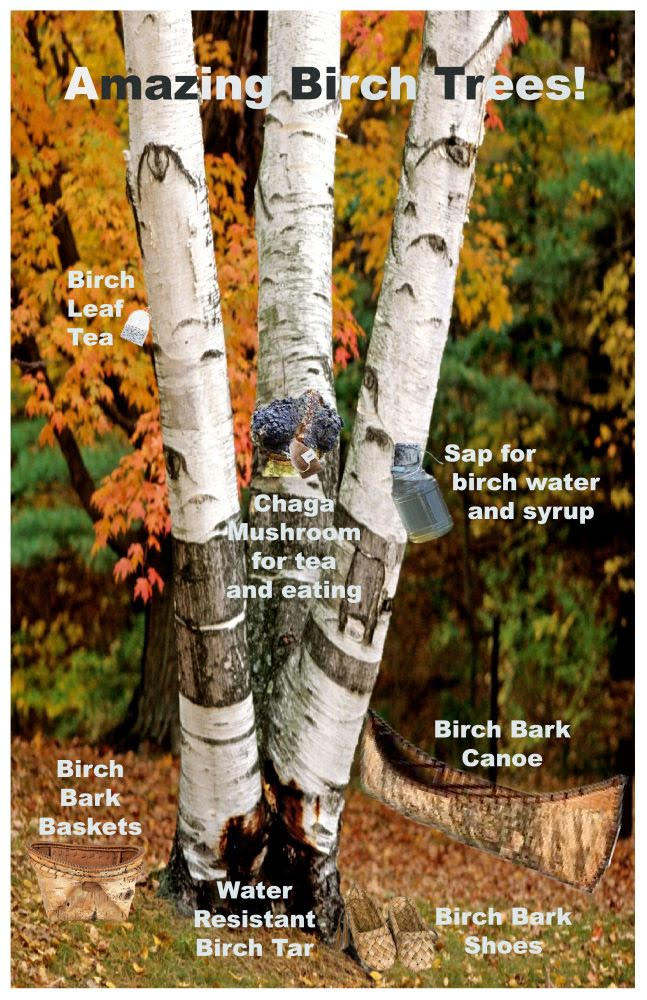 Amazing Birch Trees!
Birch
Leaf
Tea
Sap for
birch water
and syrup
Chaga
Mushroom
for tea
and eating
Birch Bark
Canoe
Birch
Bark
Baskets
Water
Resistant
Birch Tar
Birch Bark
Shoes